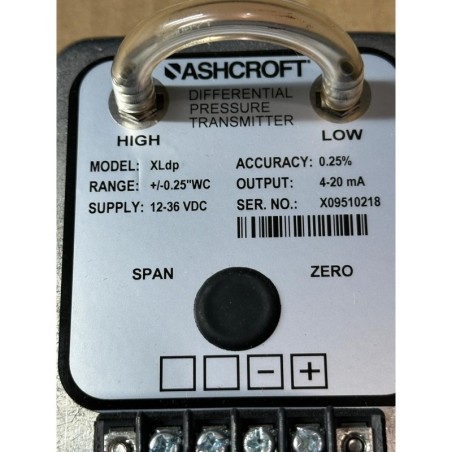 ASHCROFT
DIFFERENTIAL
PRESSURE
TRANSMITTER
HIGH
LOW
MODEL: XLdp
ACCURACY: 0.25%
RANGE: +/-0.25"WC
OUTPUT: 4-20 mA
SUPPLY: 12-36 VDC
SER. NO.: X09510218
SPAN
ZERO
- +